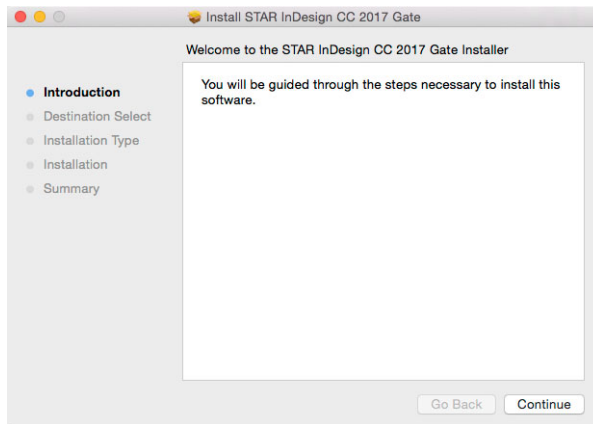 Install STAR InDesign CC 2017 Gate
Welcome to the STAR InDesign CC 2017 Gate Installer
Introduction
Destination Select
Installation Type
Installation
Summary
You will be guided through the steps necessary to install this
software.
Go Back
Continue